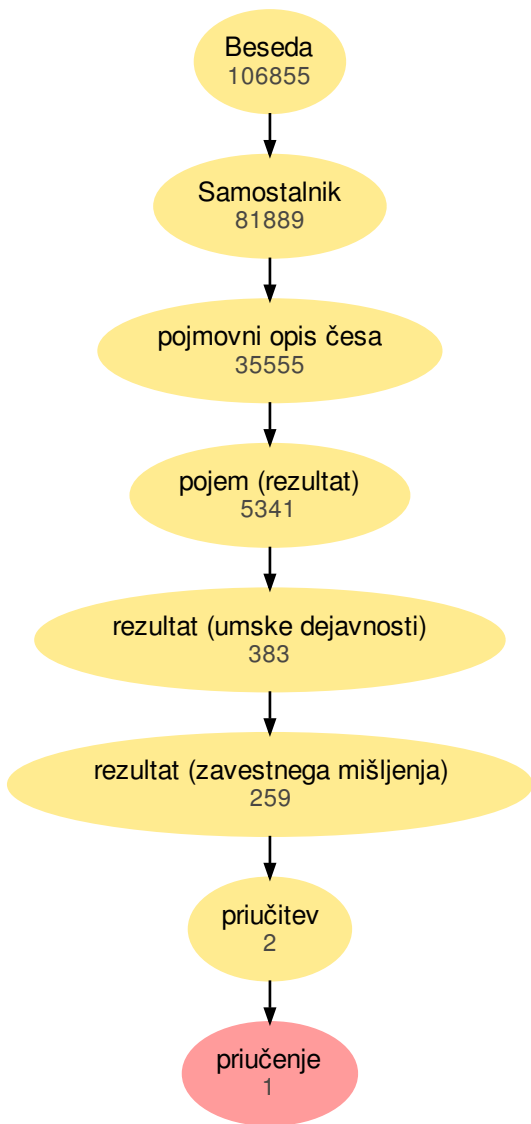 Beseda
106855
Samostalnik
81889
pojmovni opis česa
35555
pojem (rezultat)
5341
rezultat (umske dejavnosti)
383
rezultat (zavestnega mišljenja)
259
priučitev
2
priučenje
1